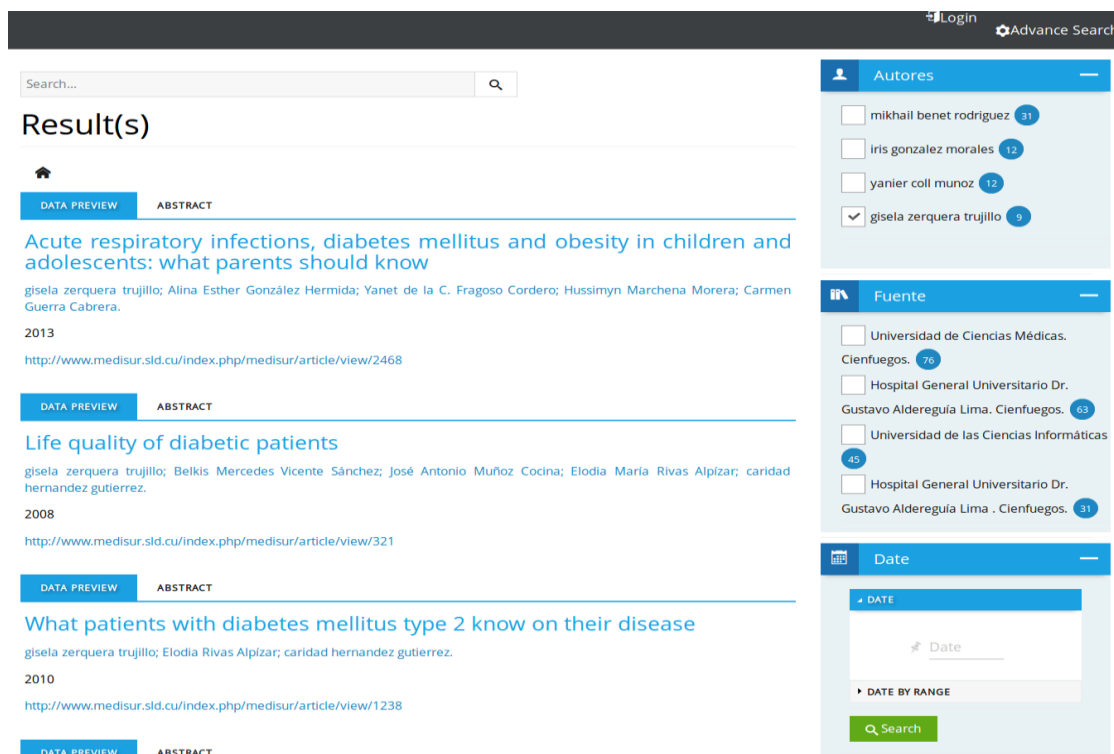 Login
Advance Search
Search...
Result(s)
DATA PREVIEW ABSTRACT
Acute respiratory infections, diabetes mellitus and obesity in children and
adolescents: what parents should know
gisela zerquera trujillo; Alina Esther González Hermida; Yanet de la C. Fragoso Cordero; Hussimyn Marchena Morera; Carmen
Guerra Cabrera.
2013
http://www.medisur.sld.cu/index.php/medisur/article/view/2468
DATA PREVIEW ABSTRACT
Life quality of diabetic patients
gisela zerquera trujillo; Belkis Mercedes Vicente Sánchez; José Antonio Muñoz Cocina; Elodia María Rivas Alpízar; caridad
hernandez gutierrez.
2008
http://www.medisur.sld.cu/index.php/medisur/article/view/321
DATA PREVIEW ABSTRACT
What patients with diabetes mellitus type 2 know on their disease
gisela zerquera trujillo; Elodia Rivas Alpízar; caridad hernandez gutierrez.
2010
http://www.medisur.sld.cu/index.php/medisur/article/view/1238
DATA PREVIEW ABSTRACT
Autores
mikhail benet rodriguez 31
iris gonzalez morales 12
yanier coll munoz 12
gisela zerquera trujillo 9
Fuente
Universidad de Ciencias Médicas.
Cienfuegos. 76
Hospital General Universitario Dr.
Gustavo Aldereguía Lima. Cienfuegos. 63
Universidad de las Ciencias Informáticas
45
Hospital General Universitario Dr.
Gustavo Aldereguía Lima . Cienfuegos. 31
Date
DATE
Date
DATE BY RANGE
Search